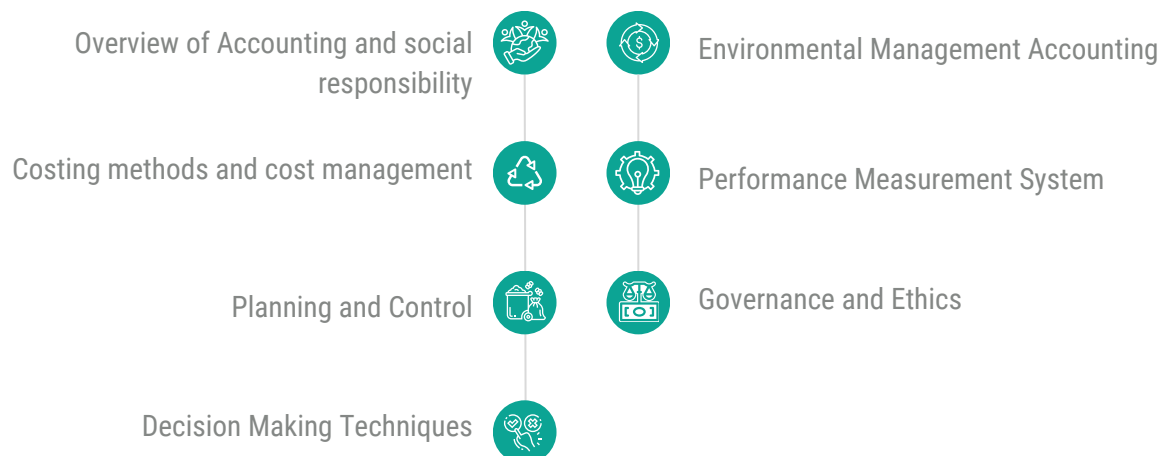 Overview of Accounting and social
responsibility
Costing methods and cost management
Planning and Control
Decision Making Techniques
Environmental Management Accounting
Performance Measurement System
Governance and Ethics